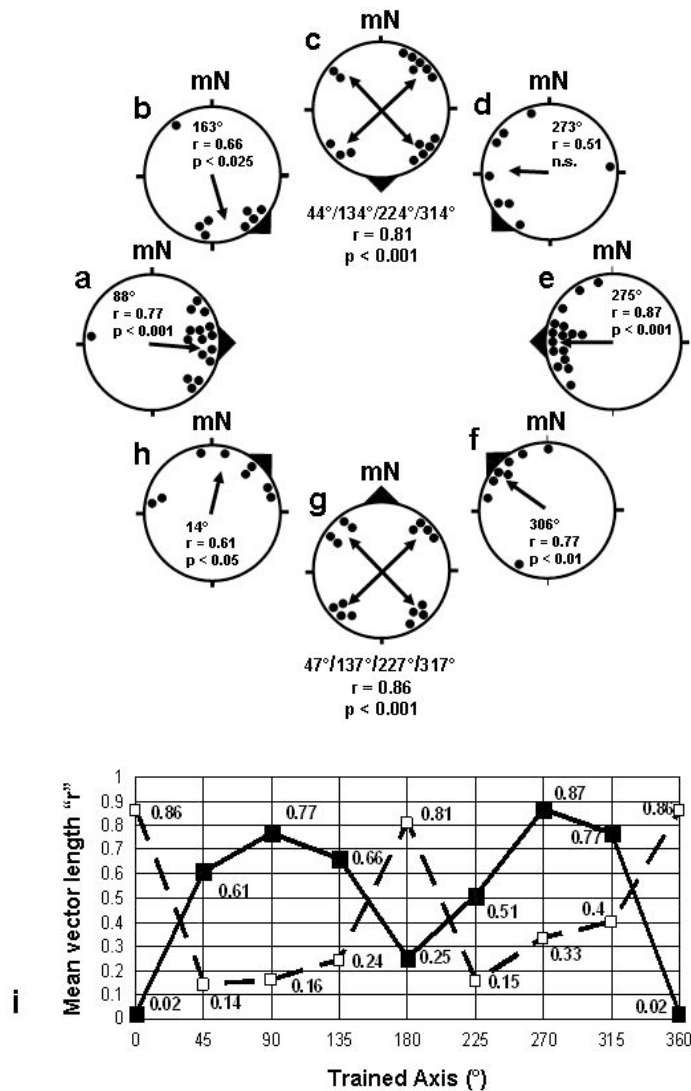 c
mN
b
mN
163°
r = 0.66
p < 0.025
d
mN
273°
r = 0.51
n.s.
44°/134°/224°/314°
r = 0.81
p < 0.001
a
mN
88°
r = 0.77
p < 0.001
e
mN
275°
r = 0.87
p < 0.001
h
mN
14°
r = 0.61
p < 0.05
g
mN
f
mN
306°
r = 0.77
p < 0.01
47°/137°/227°/317°
r = 0.86
p < 0.001
i
Mean vector length "r"
1
0.9
0.8
0.7
0.6
0.5
0.4
0.3
0.2
0.1
0
0.86
0.77
0.81
0.87
0.86
0.66
0.77
0.61
0.51
0.4
0.24
0.25
0.33
0.02
0.14
0.16
0.15
0.02
0 45 90 135 180 225 270 315 360
Trained Axis (°)